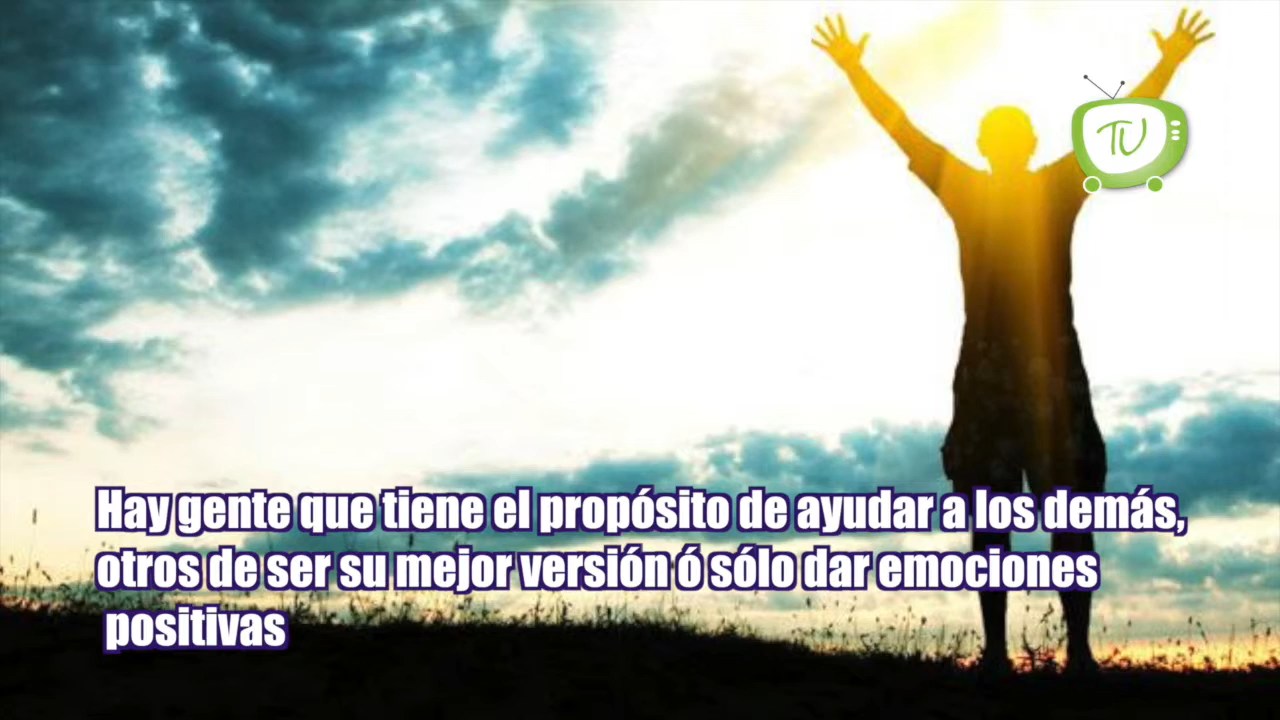 TV
Hay gente que tiene el propósito de ayudar a los demás,
otros de ser su mejor versión ó sólo dar emociones
positivas